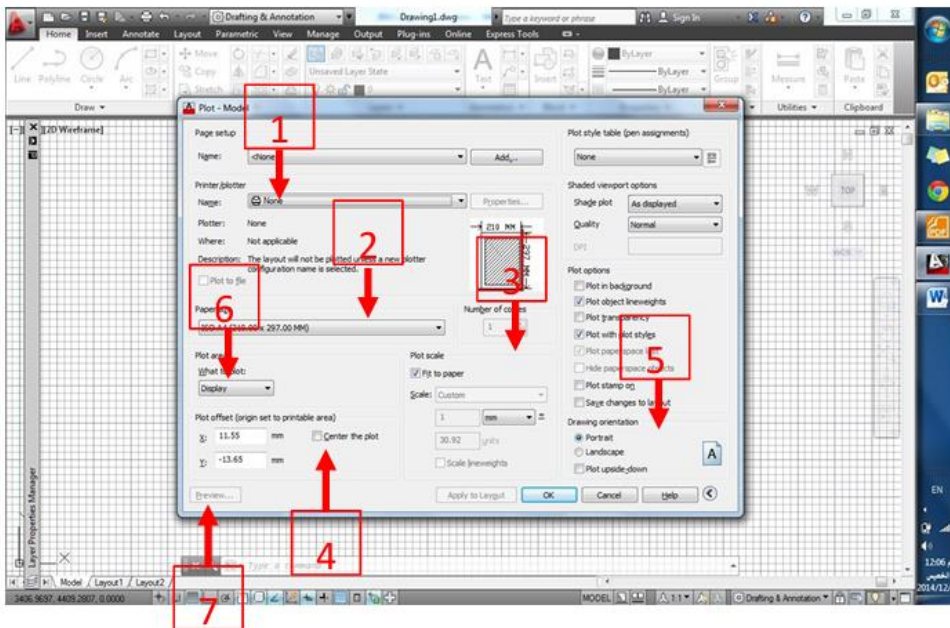 Drafting & Annotation
Drawing1.dwg
Type a keyword or phrase
Sign In
Home Insert Annotate Layout Parametric View Manage Output Plug-ins Online Express Tools
Line Polyline Circle Arc
Move
Copy
Stretch
Unsaved Layer State
0
Text
Insert
ByLayer
ByLayer
ByLayer
Group
Measure
Paste
Draw
Utilities
Clipboard
[-][2D Wireframe]
TOP
Plot - Model
1
Page setup
Name: <None> Add...
Plot style table (pen assignments)
None
Printer/plotter
Name: None Properties...
Plotter: None
Where: Not applicable
Description: The layout will not be plotted unless a new plotter
configuration name is selected.
Plot to file
2
210 MM
297 MM
3
Shaded viewport options
Shade plot As displayed
Quality Normal
DPI
6
ISO A4 (210.00 x 297.00 MM)
Number of copies
1
Plot options
Plot in background
Plot object lineweights
Plot transparency
Plot with plot styles
Plot paperspace
Hide paperspace objects
Plot stamp on
Save changes to layout
5
Plot area
What to plot:
Display
Plot scale
Fit to paper
Scale: Custom
1 mm =
30.92 units
Scale lineweights
Plot offset (origin set to printable area)
X: 11.55 mm Center the plot
Y: -13.65 mm
4
Drawing orientation
Portrait
Landscape
Plot upside-down
A
Preview... Apply to Layout OK Cancel Help
7
Layer Properties Manager
Type a command
Model Layout1 Layout2
3406.9697, 4409.2807, 0.0000
MODEL
1:1
Drafting & Annotation
EN
12:06